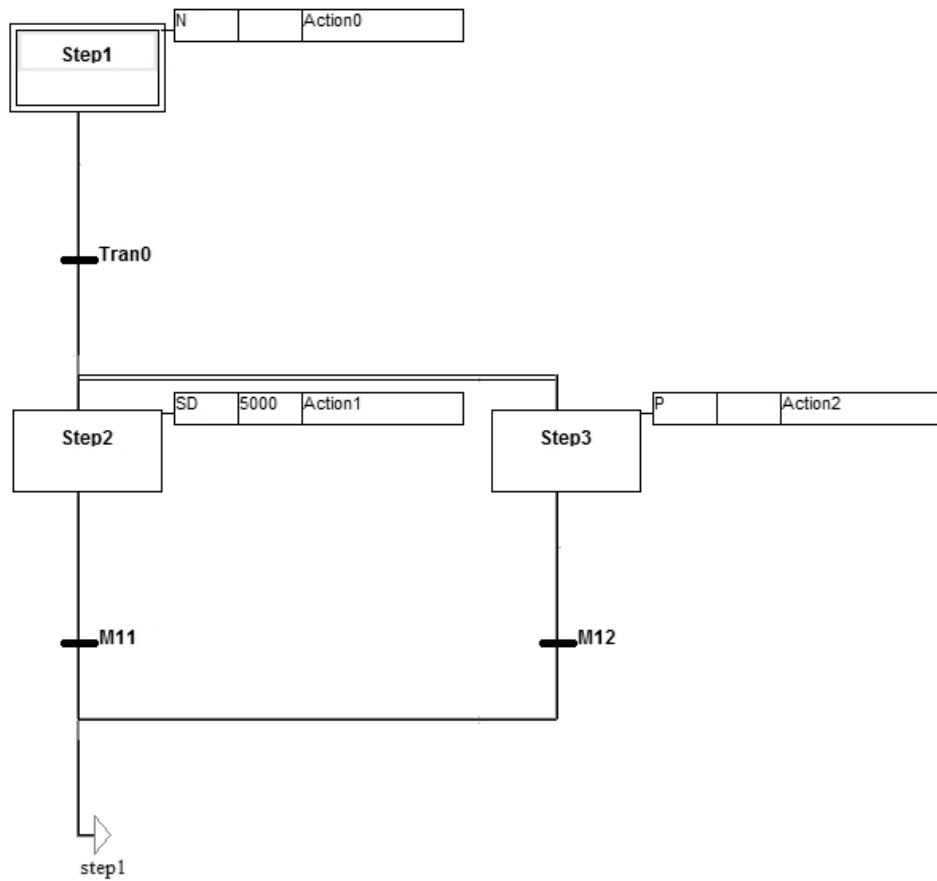 N Action0
Step1
Tran0
SD 5000 Action1
P Action2
Step2
Step3
M11
M12
step1